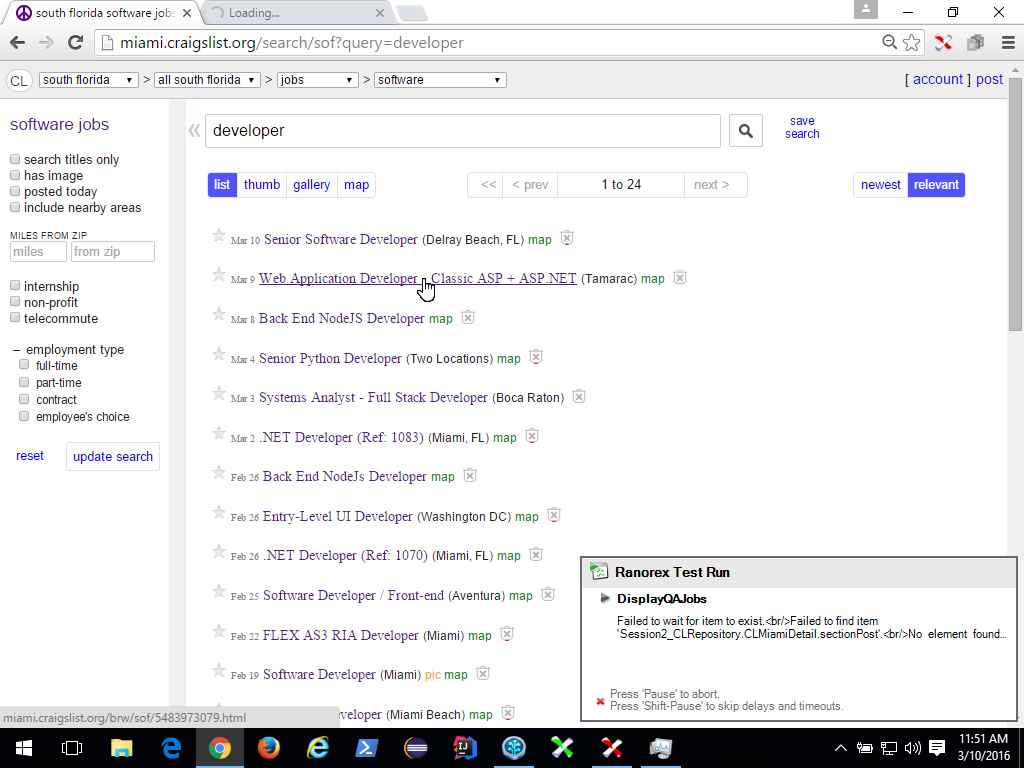 south florida software jobs
Loading...
miami.craigslist.org/search/sof?query=developer
CL south florida > all south florida > jobs > software [ account ] post
software jobs
search titles only
has image
posted today
include nearby areas
MILES FROM ZIP
miles from zip
internship
non-profit
telecommute
– employment type
full-time
part-time
contract
employee's choice
reset update search
« developer save search
list thumb gallery map << < prev 1 to 24 next > newest relevant
Mar 10 Senior Software Developer (Delray Beach, FL) map
Mar 9 Web Application Developer - Classic ASP + ASP.NET (Tamarac) map
Mar 8 Back End NodeJS Developer map
Mar 4 Senior Python Developer (Two Locations) map
Mar 3 Systems Analyst - Full Stack Developer (Boca Raton)
Mar 2 .NET Developer (Ref: 1083) (Miami, FL) map
Feb 26 Back End NodeJs Developer map
Feb 26 Entry-Level UI Developer (Washington DC) map
Feb 26 .NET Developer (Ref: 1070) (Miami, FL) map
Feb 25 Software Developer / Front-end (Aventura) map
Feb 22 FLEX AS3 RIA Developer (Miami) map
Feb 19 Software Developer (Miami) pic map
(Miami Beach) map
miami.craigslist.org/brw/sof/5483973079.html
Ranorex Test Run
DisplayQAJobs
Failed to wait for item to exist.<br/>Failed to find item
'Session2_CLRepository.CLMiamiDetail.sectionPost'.<br/>No element found...
Press 'Pause' to abort.
Press 'Shift-Pause' to skip delays and timeouts.
11:51 AM
3/10/2016